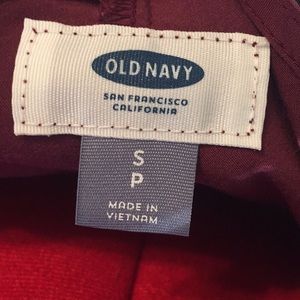 OLD NAVY
SAN FRANCISCO
CALIFORNIA
S
P
MADE IN
VIETNAM